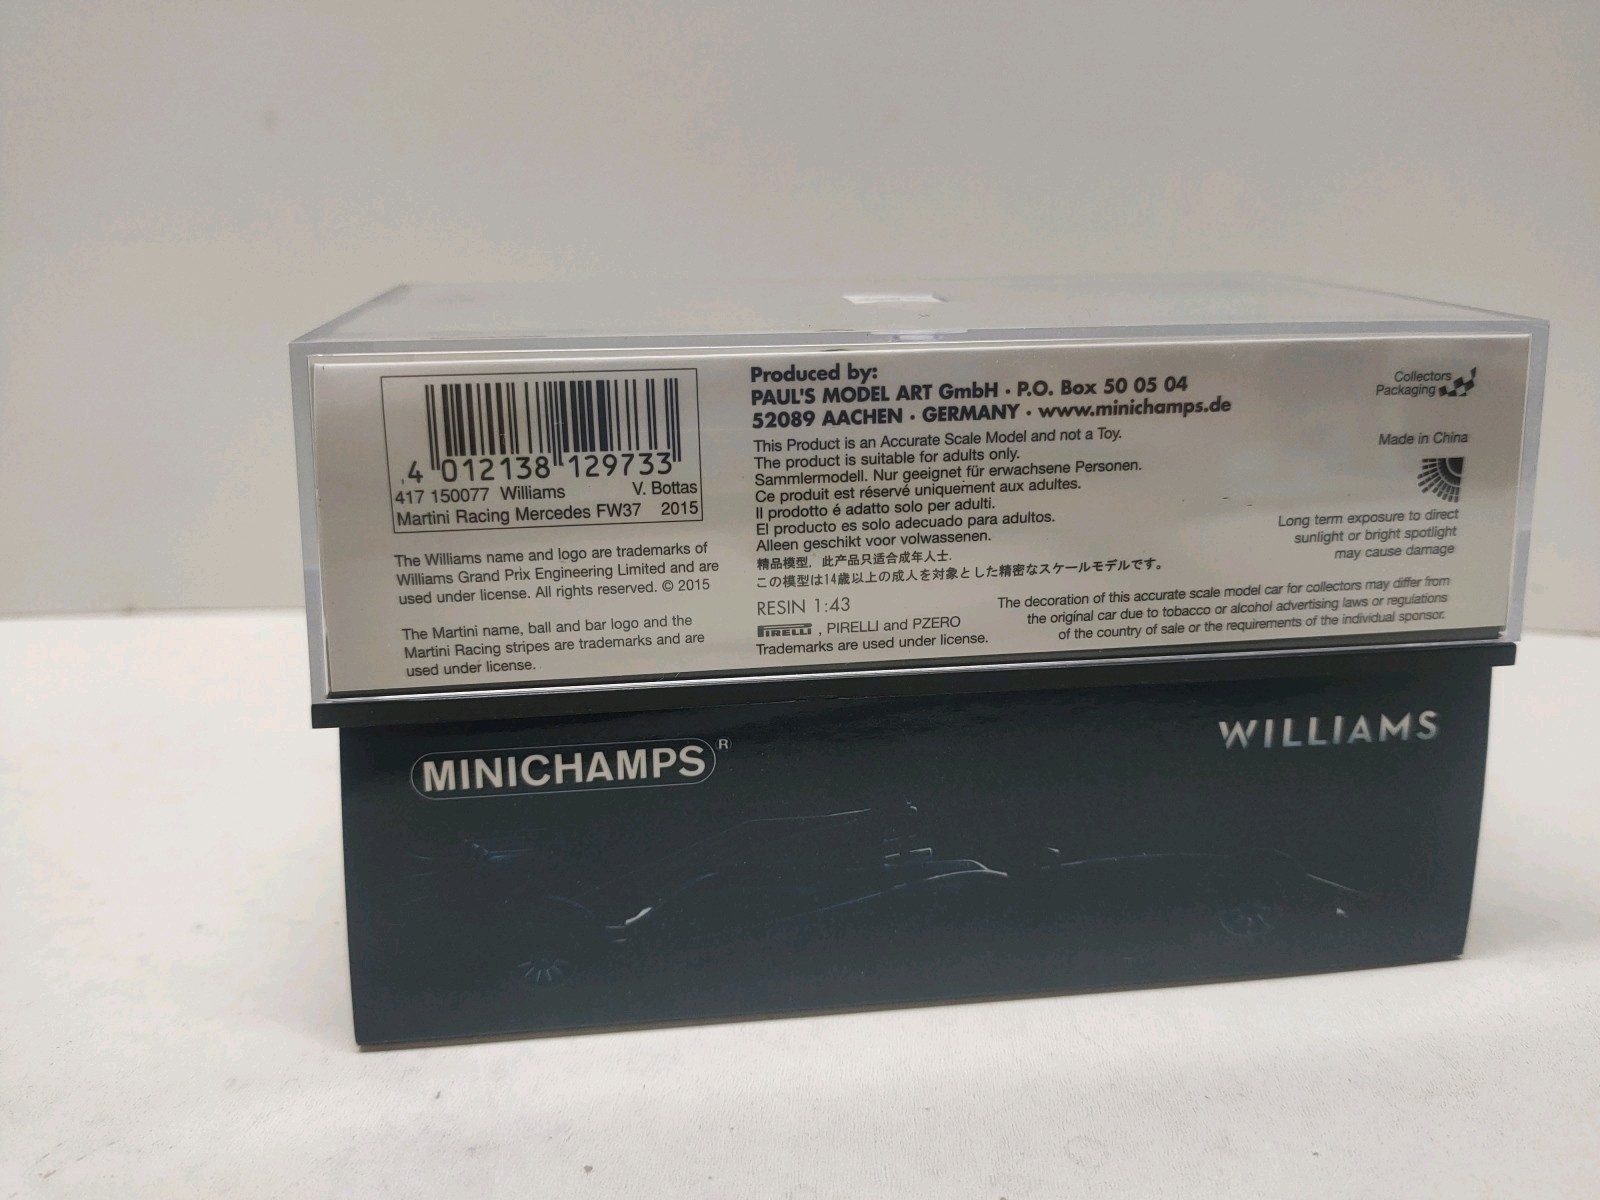 4 012138 129733
417 150077 Williams V. Bottas
Martini Racing Mercedes FW37 2015
The Williams name and logo are trademarks of
Williams Grand Prix Engineering Limited and are
used under license. All rights reserved. © 2015
The Martini name, ball and bar logo and the
Martini Racing stripes are trademarks and are
used under license.
Produced by:
PAUL'S MODEL ART GmbH · P.O. Box 50 05 04
52089 AACHEN · GERMANY · www.minichamps.de
This Product is an Accurate Scale Model and not a Toy.
The product is suitable for adults only.
Sammlermodell. Nur geeignet für erwachsene Personen.
Ce produit est réservé uniquement aux adultes.
Il prodotto é adatto solo per adulti.
El producto es solo adecuado para adultos.
Alleen geschikt voor volwassenen.
精品模型, 此产品只适合成年人士.
この模型は14歳以上の成人を対象とした精密なスケールモデルです。
RESIN 1:43
PIRELLI , PIRELLI and PZERO
Trademarks are used under license.
Collectors
Packaging
Made in China
Long term exposure to direct
sunlight or bright spotlight
may cause damage
The decoration of this accurate scale model car for collectors may differ from
the original car due to tobacco or alcohol advertising laws or regulations
of the country of sale or the requirements of the individual sponsor.
MINICHAMPS®
WILLIAMS